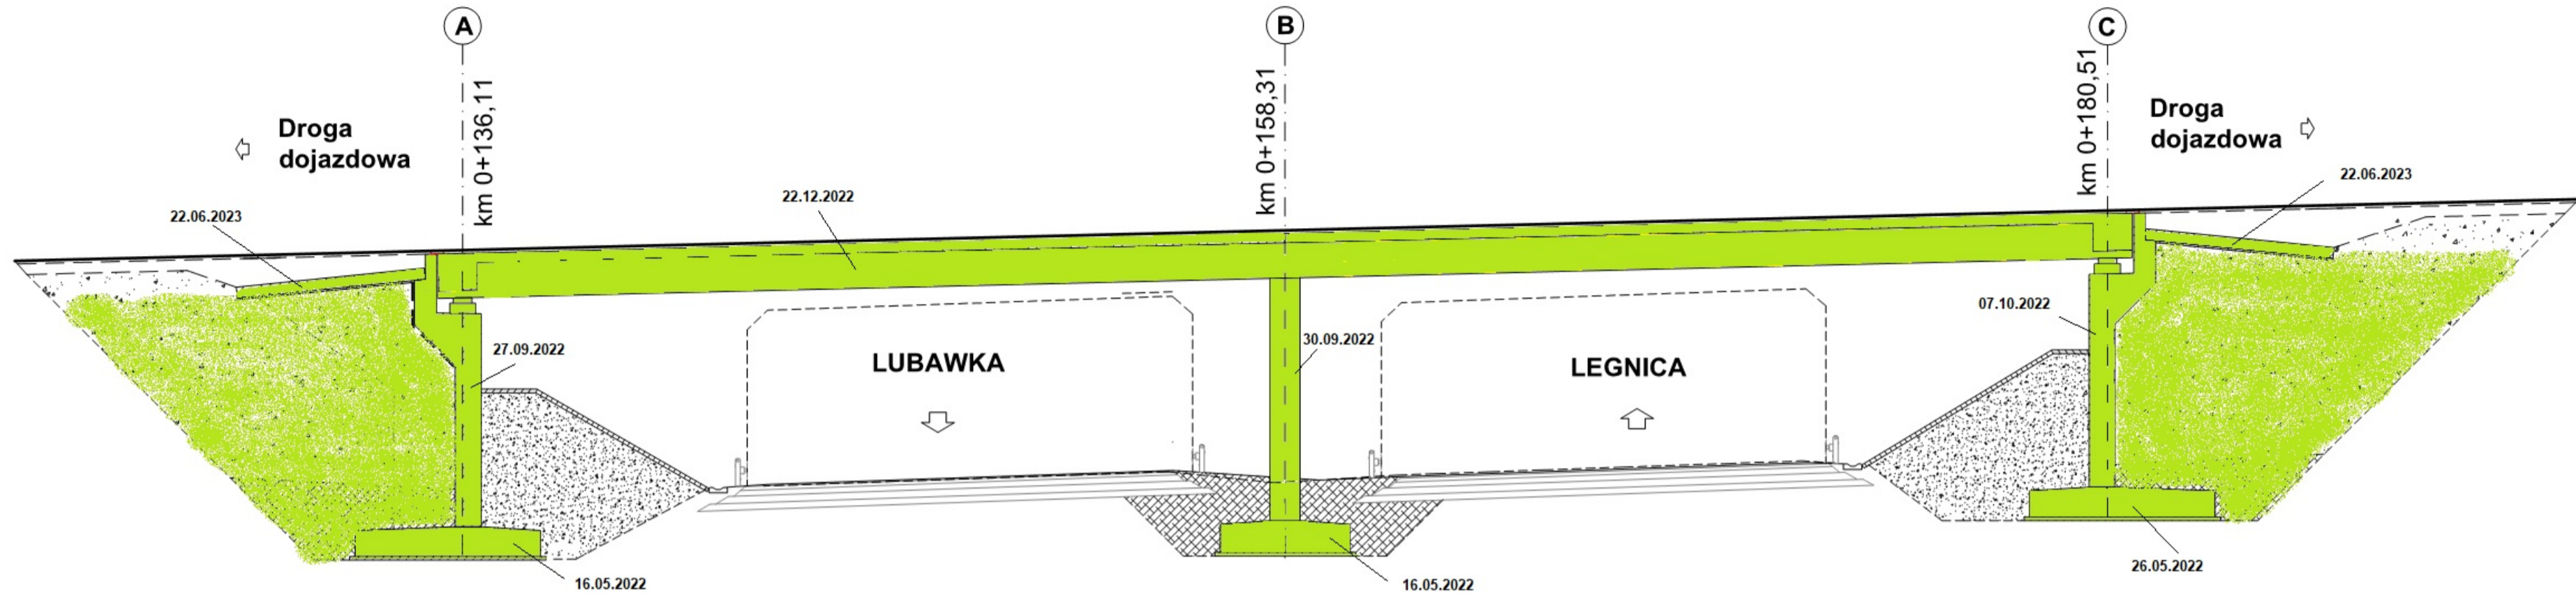 A
B
C
km 0+136,11
km 0+158,31
km 0+180,51
Droga
dojazdowa
Droga
dojazdowa
22.06.2023
22.12.2022
22.06.2023
27.09.2022
30.09.2022
07.10.2022
LUBAWKA
LEGNICA
16.05.2022
16.05.2022
26.05.2022